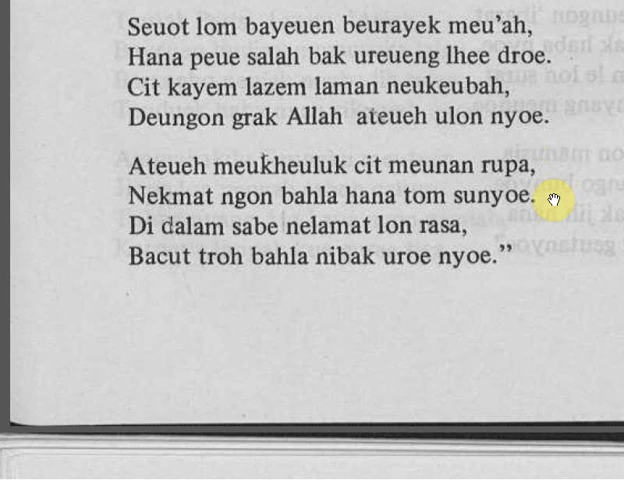 Seuot lom bayeuen beurayek meu’ah,
Hana peue salah bak ureueng lhee droe.
Cit kayem lazem laman neukeubah,
Deungon grak Allah ateueh ulon nyoe.
Ateueh meukheuluk cit meunan rupa,
Nekmat ngon bahla hana tom sunyoe.
Di dalam sabe nelamat lon rasa,
Bacut troh bahla nibak uroe nyoe.”